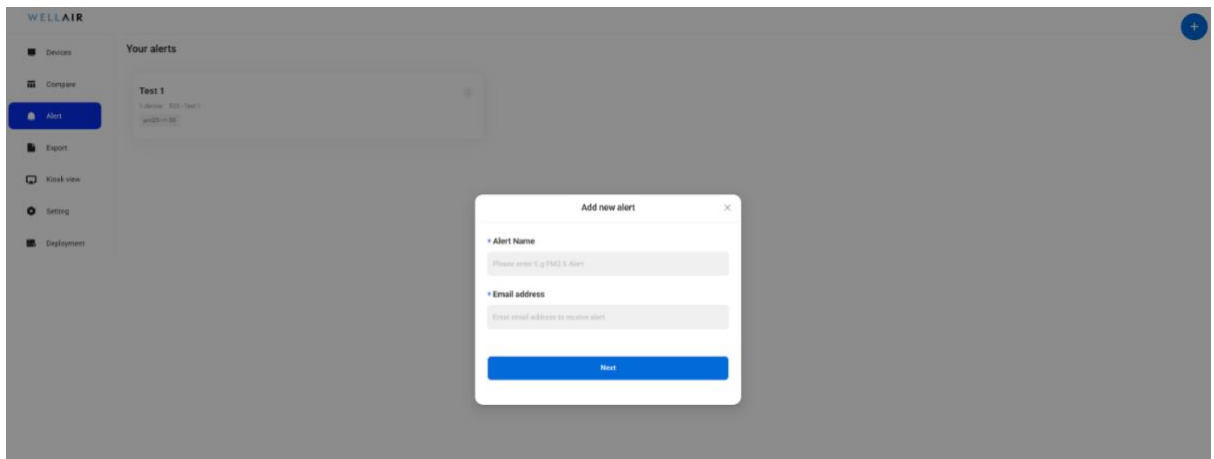 WELLAIR
Devices
Your alerts
Compare
Test 1
Alert
Export
Kiosk view
Setting
Deployment
Add new alert
* Alert Name
Please enter E.g PM2.5 Alert
* Email address
Enter email address to receive alert
Next